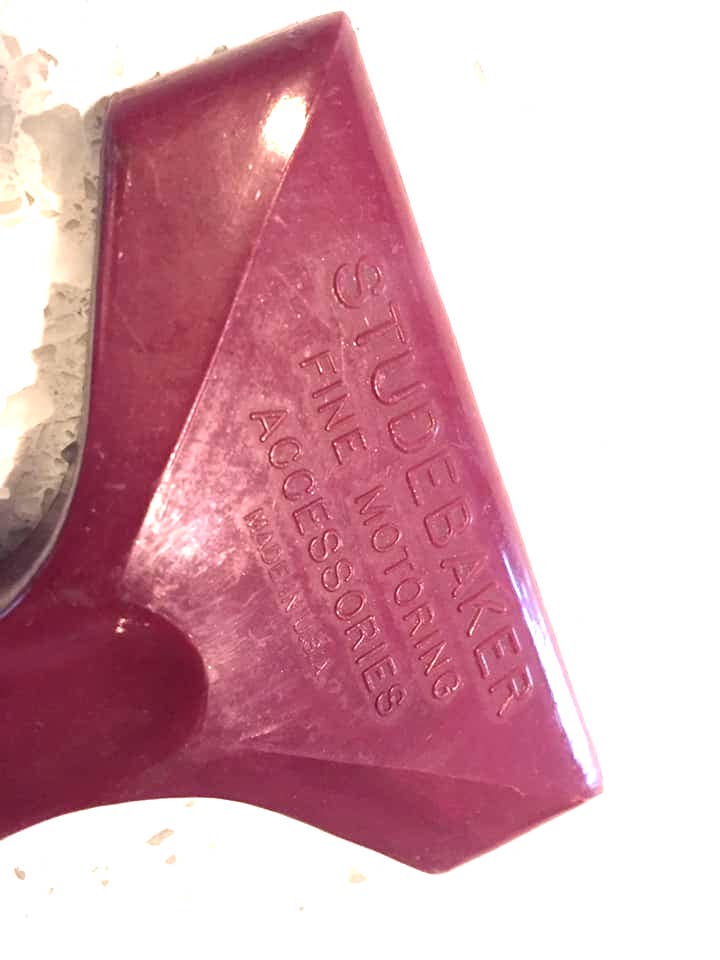 STUDEBAKER
FINE MOTORING
ACCESSORIES
MADE IN U.S.A.